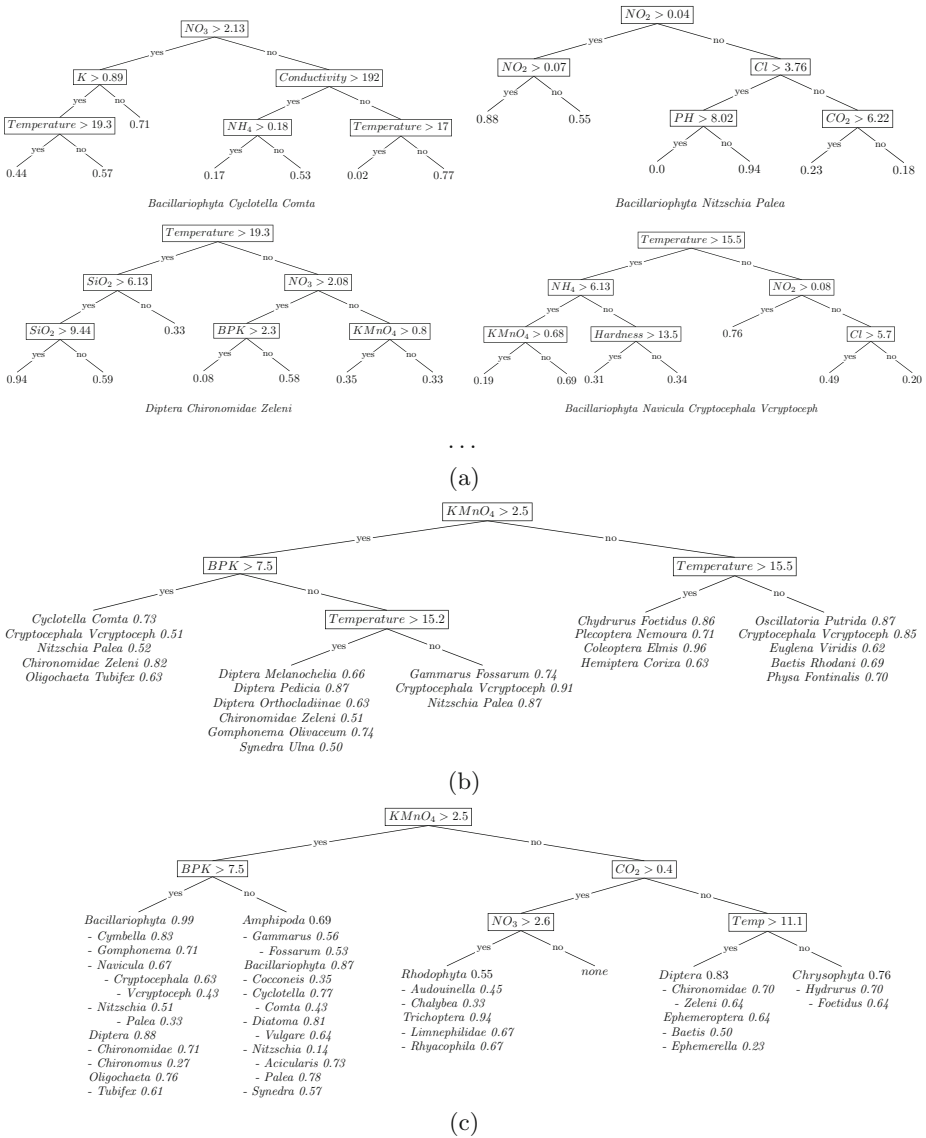 NO₃ > 2.13
yes no
K > 0.89 Conductivity > 192
yes no yes no
Temperature > 19.3 0.71 NH₄ > 0.18 Temperature > 17
yes no yes no yes no
0.44 0.57 0.17 0.53 0.02 0.77
Bacillariophyta Cyclotella Comta
NO₂ > 0.04
yes no
NO₂ > 0.07 Cl > 3.76
yes no yes no
0.88 0.55 PH > 8.02 CO₂ > 6.22
yes no yes no
0.0 0.94 0.23 0.18
Bacillariophyta Nitzschia Palea
Temperature > 19.3
yes no
SiO₂ > 6.13 NO₃ > 2.08
yes no yes no
SiO₂ > 9.44 0.33 BPK > 2.3 KMnO₄ > 0.8
yes no yes no yes no
0.94 0.59 0.08 0.58 0.35 0.33
Diptera Chironomidae Zeleni
Temperature > 15.5
yes no
NH₄ > 6.13 NO₂ > 0.08
yes no yes no
KMnO₄ > 0.68 Hardness > 13.5 0.76 Cl > 5.7
yes no yes no yes no
0.19 0.69 0.31 0.34 0.49 0.20
Bacillariophyta Navicula Cryptocephala Vcryptoceph
...
(a)
KMnO₄ > 2.5
yes no
BPK > 7.5 Temperature > 15.5
yes no yes no
Cyclotella Comta 0.73
Cryptocephala Vcryptoceph 0.51
Nitzschia Palea 0.52
Chironomidae Zeleni 0.82
Oligochaeta Tubifex 0.63
Temperature > 15.2
yes no
Diptera Melanochelia 0.66
Diptera Pedicia 0.87
Diptera Orthocladiinae 0.63
Chironomidae Zeleni 0.51
Gomphonema Olivaceum 0.74
Synedra Ulna 0.50
Gammarus Fossarum 0.74
Cryptocephala Vcryptoceph 0.91
Nitzschia Palea 0.87
Chydrurus Foetidus 0.86
Plecoptera Nemoura 0.71
Coleoptera Elmis 0.96
Hemiptera Corixa 0.63
Oscillatoria Putrida 0.87
Cryptocephala Vcryptoceph 0.85
Euglena Viridis 0.62
Baetis Rhodani 0.69
Physa Fontinalis 0.70
(b)
KMnO₄ > 2.5
yes no
BPK > 7.5 CO₂ > 0.4
yes no yes no
Bacillariophyta 0.99
- Cymbella 0.83
- Gomphonema 0.71
- Navicula 0.67
- Cryptocephala 0.63
- Vcryptoceph 0.43
- Nitzschia 0.51
- Palea 0.33
Diptera 0.88
- Chironomidae 0.71
- Chironomus 0.27
Oligochaeta 0.76
- Tubifex 0.61
Amphipoda 0.69
- Gammarus 0.56
- Fossarum 0.53
Bacillariophyta 0.87
- Cocconeis 0.35
- Cyclotella 0.77
- Comta 0.43
- Diatoma 0.81
- Vulgare 0.64
- Nitzschia 0.14
- Acicularis 0.73
- Palea 0.78
- Synedra 0.57
NO₃ > 2.6 Temp > 11.1
yes no yes no
Rhodophyta 0.55
- Audouinella 0.45
- Chalybea 0.33
Trichoptera 0.94
- Limnephilidae 0.67
- Rhyacophila 0.67
none
Diptera 0.83
- Chironomidae 0.70
- Zeleni 0.64
Ephemeroptera 0.64
- Baetis 0.50
- Ephemerella 0.23
Chrysophyta 0.76
- Hydrurus 0.70
- Foetidus 0.64
(c)